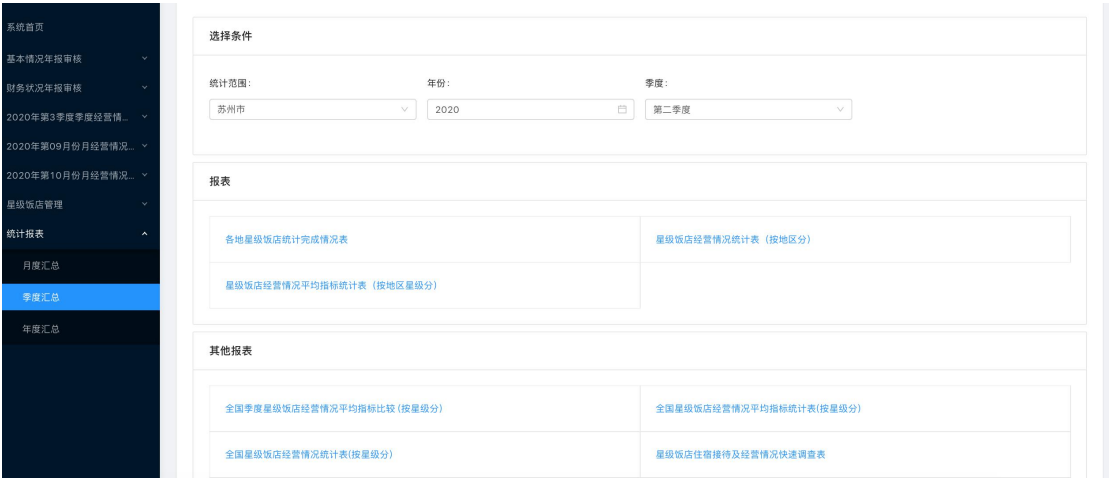 系统首页
基本情况年报审核
财务状况年报审核
2020年第3季度季度经营情...
2020年第09月份月经营情况...
2020年第10月份月经营情况...
星级饭店管理
统计报表
月度汇总
季度汇总
年度汇总
选择条件
统计范围: 年份: 季度:
苏州市 2020 第二季度
报表
各地星级饭店统计完成情况表 星级饭店经营情况统计表（按地区分）
星级饭店经营情况平均指标统计表（按地区星级分）
其他报表
全国季度星级饭店经营情况平均指标比较(按星级分) 全国星级饭店经营情况平均指标统计表(按星级分)
全国星级饭店经营情况统计表(按星级分) 星级饭店住宿接待及经营情况快速调查表